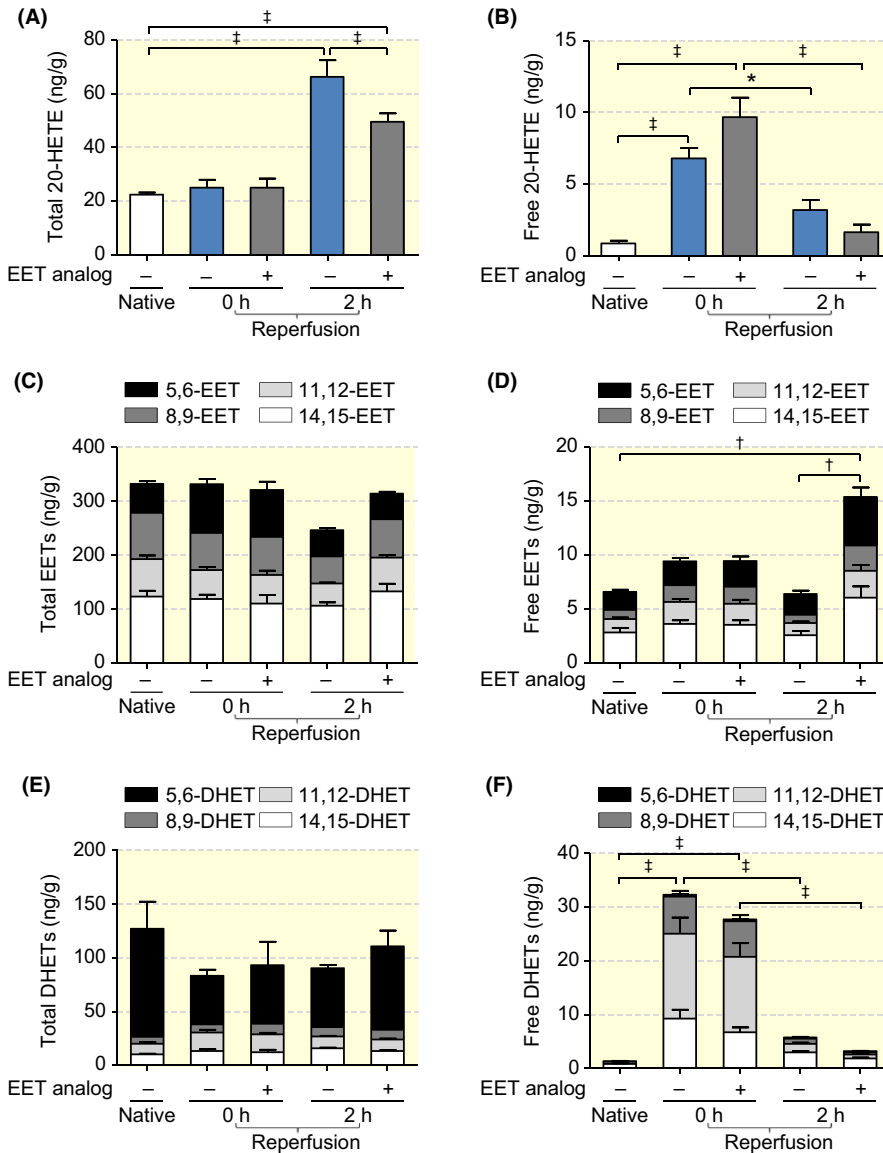 (A)
Total 20-HETE (ng/g)
80
60
40
20
0
‡
‡ ‡
EET analog – – + – +
Native 0 h 2 h
Reperfusion
(B)
Free 20-HETE (ng/g)
15
10
5
0
‡ ‡
*
‡
EET analog – – + – +
Native 0 h 2 h
Reperfusion
(C)
5,6-EET 11,12-EET
8,9-EET 14,15-EET
Total EETs (ng/g)
400
300
200
100
0
EET analog – – + – +
Native 0 h 2 h
Reperfusion
(D)
5,6-EET 11,12-EET
8,9-EET 14,15-EET
Free EETs (ng/g)
20
15
10
5
0
†
†
EET analog – – + – +
Native 0 h 2 h
Reperfusion
(E)
5,6-DHET 11,12-DHET
8,9-DHET 14,15-DHET
Total DHETs (ng/g)
200
150
100
50
0
EET analog – – + – +
Native 0 h 2 h
Reperfusion
(F)
5,6-DHET 11,12-DHET
8,9-DHET 14,15-DHET
Free DHETs (ng/g)
40
30
20
10
0
‡
‡ ‡
‡
EET analog – – + – +
Native 0 h 2 h
Reperfusion